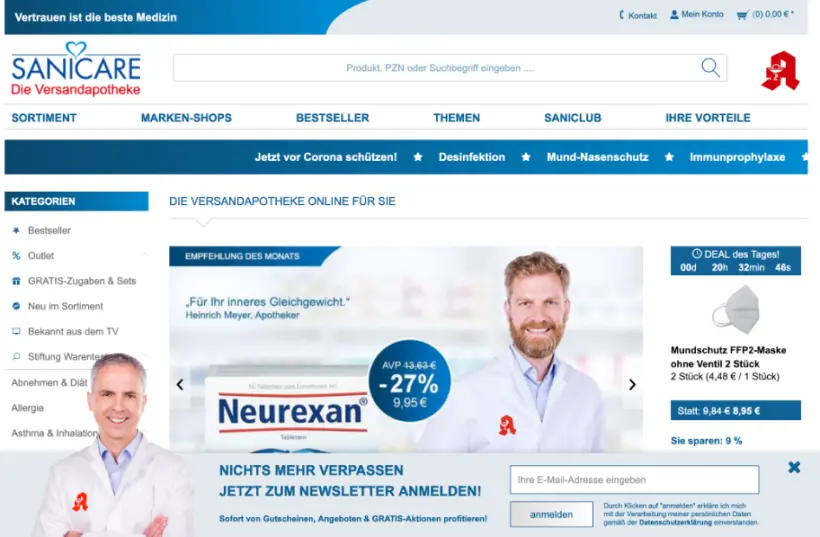 Vertrauen ist die beste Medizin
Kontakt
Mein Konto
(0) 0,00 € *
SANICARE
Die Versandapotheke
Produkt, PZN oder Suchbegriff eingeben ....
SORTIMENT
MARKEN-SHOPS
BESTSELLER
THEMEN
SANICLUB
IHRE VORTEILE
Jetzt vor Corona schützen! ★ Desinfektion ★ Mund-Nasenschutz ★ Immunprophylaxe
KATEGORIEN
Bestseller
Outlet
GRATIS-Zugaben & Sets
Neu im Sortiment
Bekannt aus dem TV
Stiftung
Abnehmen & Diät
Allergie
Asthma & Inhalation
DIE VERSANDAPOTHEKE ONLINE FÜR SIE
EMPFEHLUNG DES MONATS
„Für Ihr inneres Gleichgewicht.“
Heinrich Meyer, Apotheker
AVP 13,63 €
-27%
9,95 €
Neurexan®
Tabletten
DEAL des Tages!
00d 20h 32min 46s
Mundschutz FFP2-Maske
ohne Ventil 2 Stück
2 Stück (4,48 € / 1 Stück)
Statt: 9,84 € 8,95 €
Sie sparen: 9 %
NICHTS MEHR VERPASSEN
JETZT ZUM NEWSLETTER ANMELDEN!
Sofort von Gutscheinen, Angeboten & GRATIS-Aktionen profitieren!
Ihre E-Mail-Adresse eingeben
anmelden
Durch Klicken auf "anmelden" erkläre ich mich
mit der Verarbeitung meiner persönlichen Daten
gemäß der Datenschutzerklärung einverstanden.